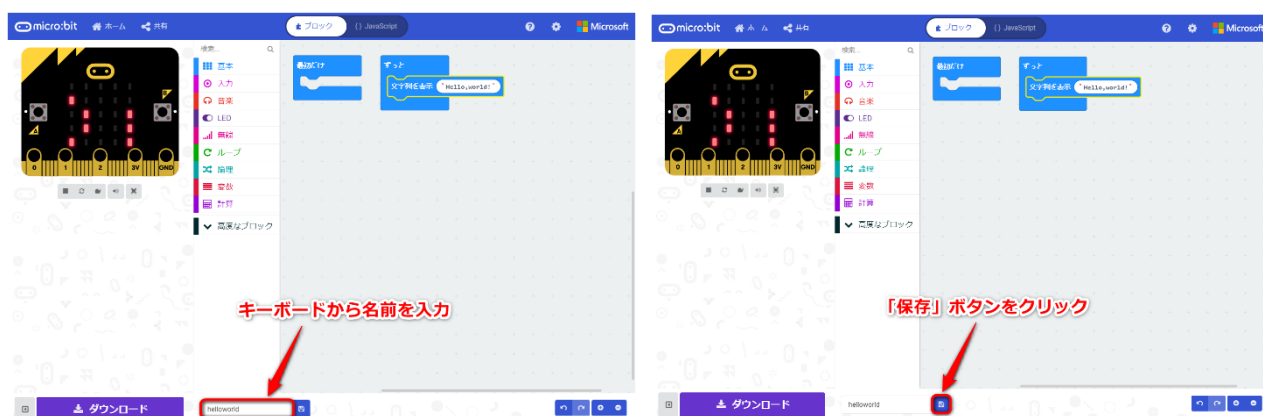 micro:bit ホーム 共有 ブロック {} JavaScript Microsoft
検索...
基本
入力
音楽
LED
無線
ループ
論理
変数
計算
高度なブロック
最初だけ
ずっと
文字列を表示 "Hello,world!"
0 1 2 3V GND
キーボードから名前を入力
ダウンロード
helloworld
micro:bit ホーム 共有 ブロック {} JavaScript Microsoft
検索...
基本
入力
音楽
LED
無線
ループ
論理
変数
計算
高度なブロック
最初だけ
ずっと
文字列を表示 "Hello,world!"
0 1 2 3V GND
「保存」ボタンをクリック
ダウンロード
helloworld